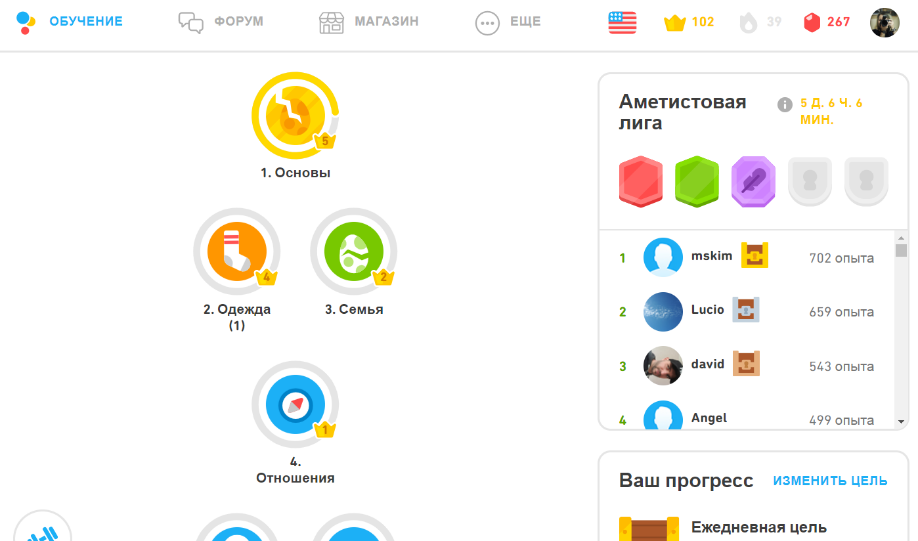 ОБУЧЕНИЕ
ФОРУМ
МАГАЗИН
ЕЩЕ
102
39
267
5
1. Основы
4
2
2. Одежда
(1)
3. Семья
1
4.
Отношения
Аметистовая
лига
5 Д. 6 Ч. 6
МИН.
1 mskim 702 опыта
2 Lucio 659 опыта
3 david 543 опыта
4 Angel 499 опыта
Ваш прогресс ИЗМЕНИТЬ ЦЕЛЬ
Ежедневная цель